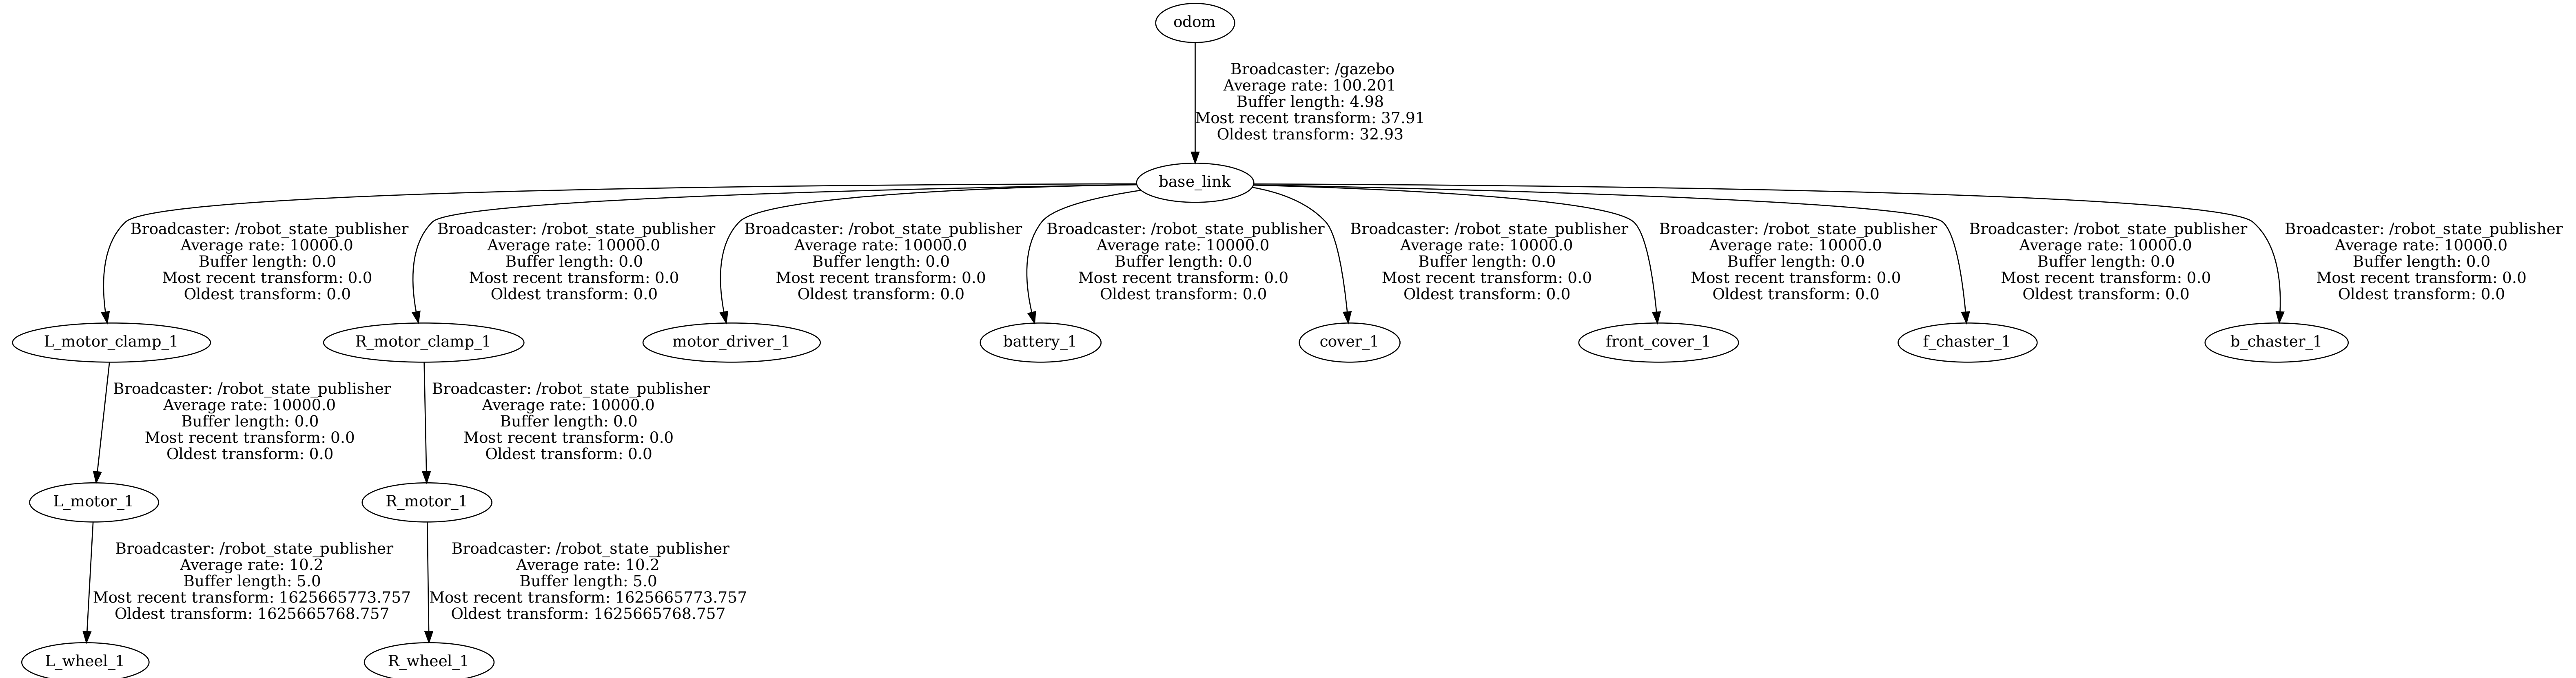 odom
Broadcaster: /gazebo
Average rate: 100.201
Buffer length: 4.98
Most recent transform: 37.91
Oldest transform: 32.93
base_link
Broadcaster: /robot_state_publisher
Average rate: 10000.0
Buffer length: 0.0
Most recent transform: 0.0
Oldest transform: 0.0
Broadcaster: /robot_state_publisher
Average rate: 10000.0
Buffer length: 0.0
Most recent transform: 0.0
Oldest transform: 0.0
Broadcaster: /robot_state_publisher
Average rate: 10000.0
Buffer length: 0.0
Most recent transform: 0.0
Oldest transform: 0.0
Broadcaster: /robot_state_publisher
Average rate: 10000.0
Buffer length: 0.0
Most recent transform: 0.0
Oldest transform: 0.0
Broadcaster: /robot_state_publisher
Average rate: 10000.0
Buffer length: 0.0
Most recent transform: 0.0
Oldest transform: 0.0
Broadcaster: /robot_state_publisher
Average rate: 10000.0
Buffer length: 0.0
Most recent transform: 0.0
Oldest transform: 0.0
Broadcaster: /robot_state_publisher
Average rate: 10000.0
Buffer length: 0.0
Most recent transform: 0.0
Oldest transform: 0.0
Broadcaster: /robot_state_publisher
Average rate: 10000.0
Buffer length: 0.0
Most recent transform: 0.0
Oldest transform: 0.0
L_motor_clamp_1
R_motor_clamp_1
motor_driver_1
battery_1
cover_1
front_cover_1
f_chaster_1
b_chaster_1
Broadcaster: /robot_state_publisher
Average rate: 10000.0
Buffer length: 0.0
Most recent transform: 0.0
Oldest transform: 0.0
Broadcaster: /robot_state_publisher
Average rate: 10000.0
Buffer length: 0.0
Most recent transform: 0.0
Oldest transform: 0.0
L_motor_1
R_motor_1
Broadcaster: /robot_state_publisher
Average rate: 10.2
Buffer length: 5.0
Most recent transform: 1625665773.757
Oldest transform: 1625665768.757
Broadcaster: /robot_state_publisher
Average rate: 10.2
Buffer length: 5.0
Most recent transform: 1625665773.757
Oldest transform: 1625665768.757
L_wheel_1
R_wheel_1